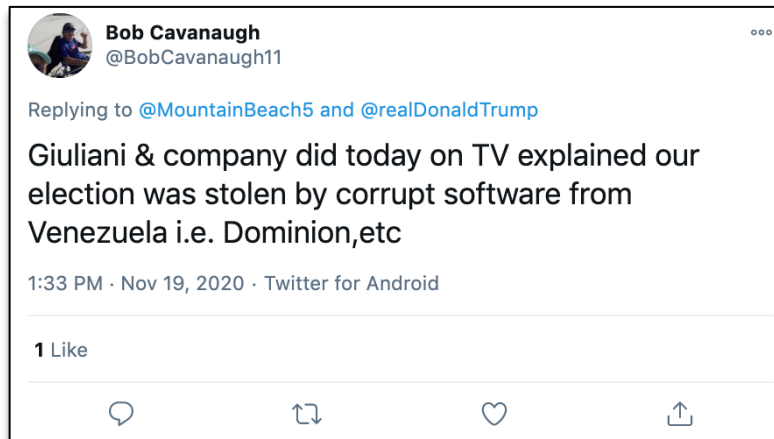 Bob Cavanaugh
@BobCavanaugh11
Replying to @MountainBeach5 and @realDonaldTrump
Giuliani & company did today on TV explained our
election was stolen by corrupt software from
Venezuela i.e. Dominion,etc
1:33 PM · Nov 19, 2020 · Twitter for Android
1 Like